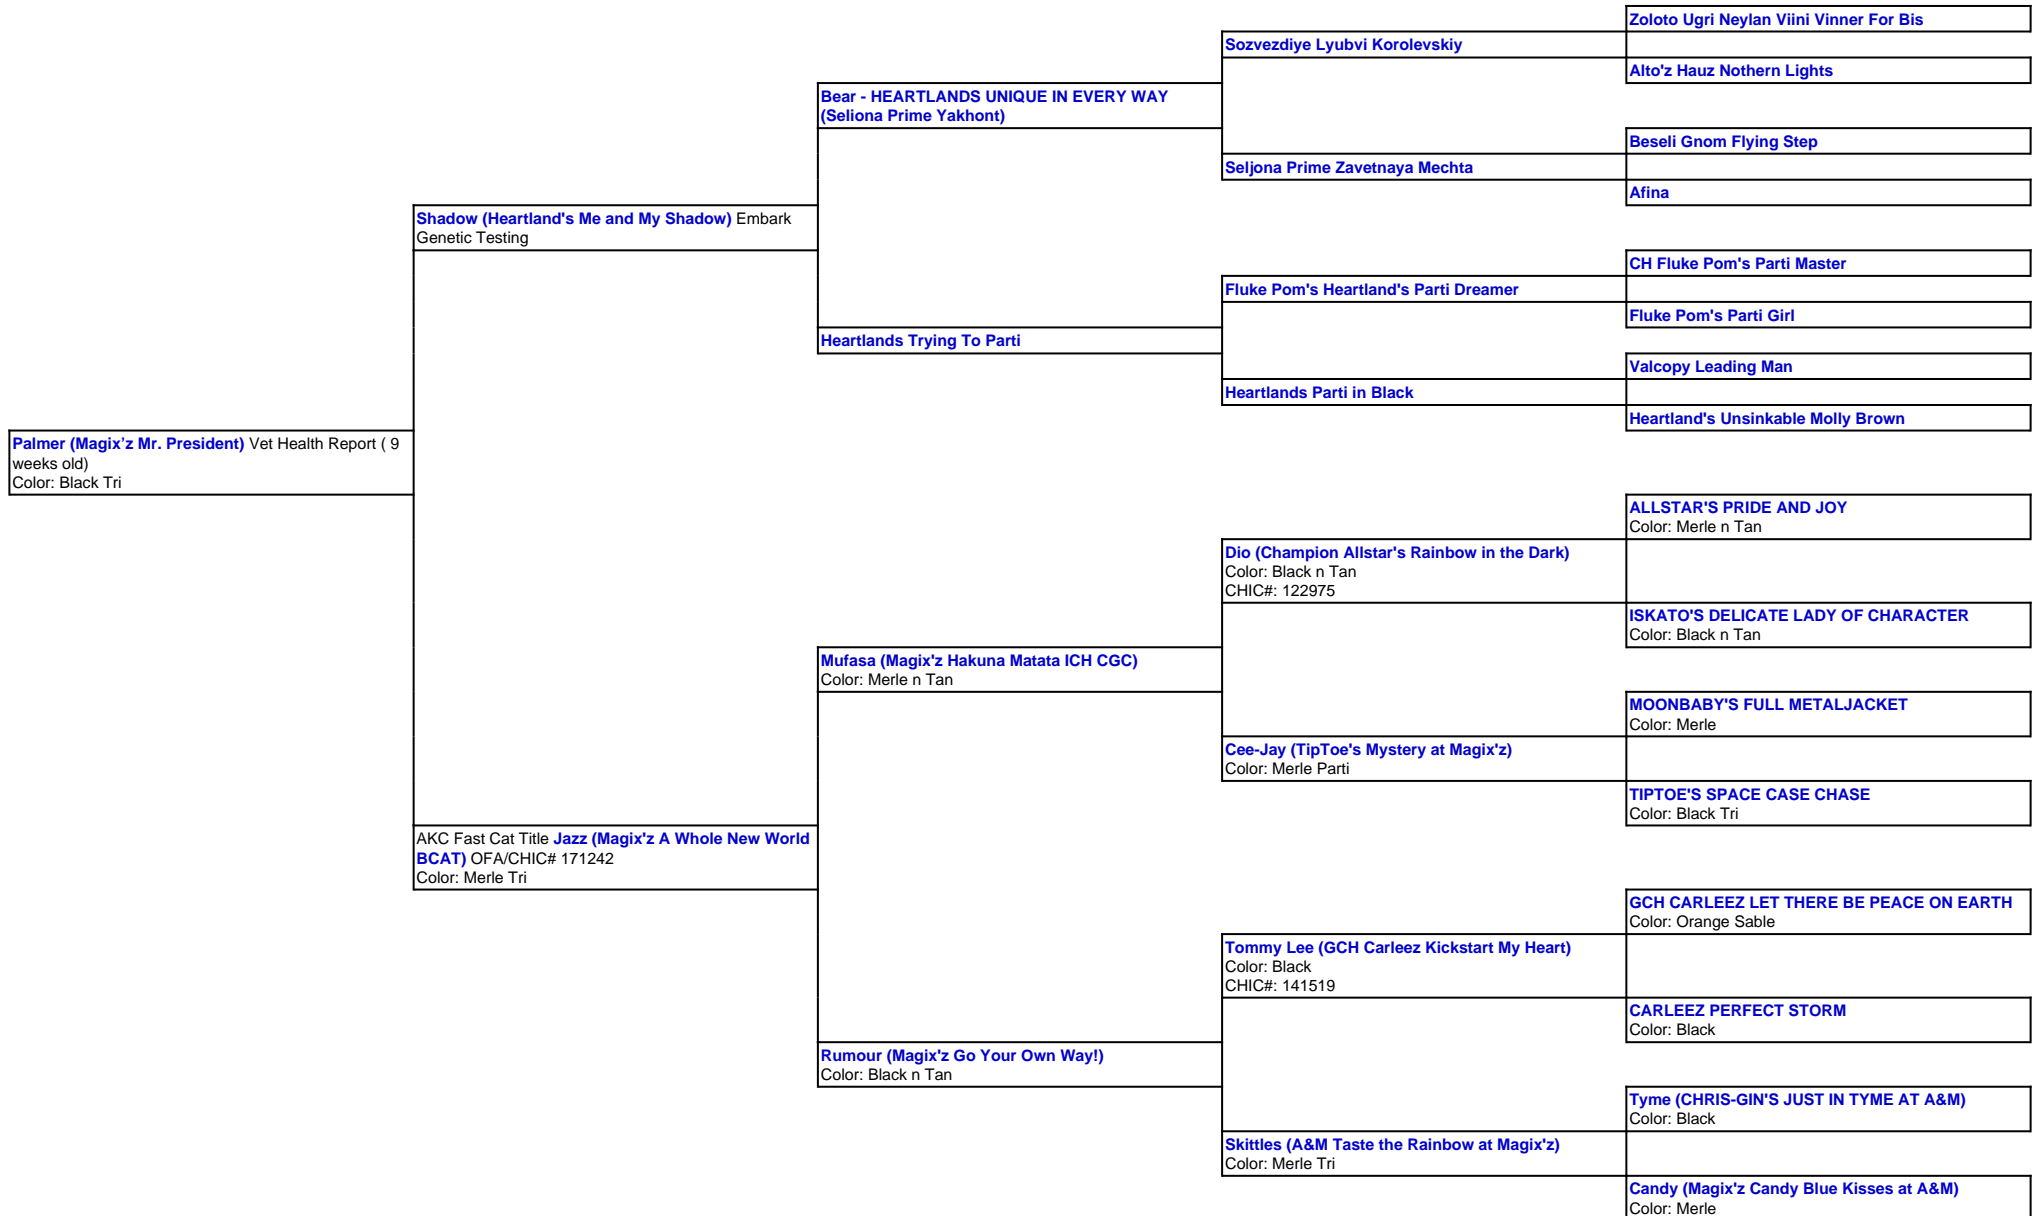 Zoloto Ugri Neylan Viini Vinner For Bis
Sozvezdiye Lyubvi Korolevskiy
Alto'z Hauz Nothern Lights
Bear - HEARTLANDS UNIQUE IN EVERY WAY
(Seliona Prime Yakhont)
Beseli Gnom Flying Step
Seljona Prime Zavetnaya Mechta
Afina
Shadow (Heartland's Me and My Shadow) Embark
Genetic Testing
CH Fluke Pom's Parti Master
Fluke Pom's Heartland's Parti Dreamer
Fluke Pom's Parti Girl
Heartlands Trying To Parti
Valcopy Leading Man
Heartlands Parti in Black
Heartland's Unsinkable Molly Brown
Palmer (Magix’z Mr. President) Vet Health Report ( 9
weeks old)
Color: Black Tri
ALLSTAR'S PRIDE AND JOY
Color: Merle n Tan
Dio (Champion Allstar's Rainbow in the Dark)
Color: Black n Tan
CHIC#: 122975
ISKATO'S DELICATE LADY OF CHARACTER
Color: Black n Tan
Mufasa (Magix'z Hakuna Matata ICH CGC)
Color: Merle n Tan
MOONBABY'S FULL METALJACKET
Color: Merle
Cee-Jay (TipToe's Mystery at Magix'z)
Color: Merle Parti
TIPTOE'S SPACE CASE CHASE
Color: Black Tri
AKC Fast Cat Title Jazz (Magix'z A Whole New World
BCAT) OFA/CHIC# 171242
Color: Merle Tri
GCH CARLEEZ LET THERE BE PEACE ON EARTH
Color: Orange Sable
Tommy Lee (GCH Carleez Kickstart My Heart)
Color: Black
CHIC#: 141519
CARLEEZ PERFECT STORM
Color: Black
Rumour (Magix'z Go Your Own Way!)
Color: Black n Tan
Tyme (CHRIS-GIN'S JUST IN TYME AT A&M)
Color: Black
Skittles (A&M Taste the Rainbow at Magix'z)
Color: Merle Tri
Candy (Magix'z Candy Blue Kisses at A&M)
Color: Merle